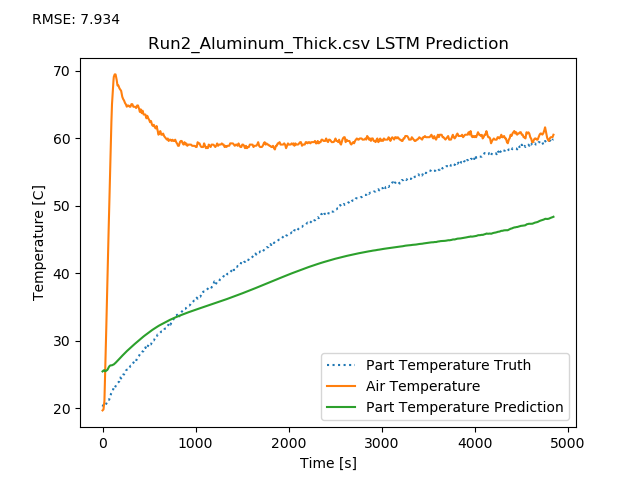 RMSE: 7.934
Run2_Aluminum_Thick.csv LSTM Prediction
Temperature [C]
70
60
50
40
30
20
Part Temperature Truth
Air Temperature
Part Temperature Prediction
0 1000 2000 3000 4000 5000
Time [s]